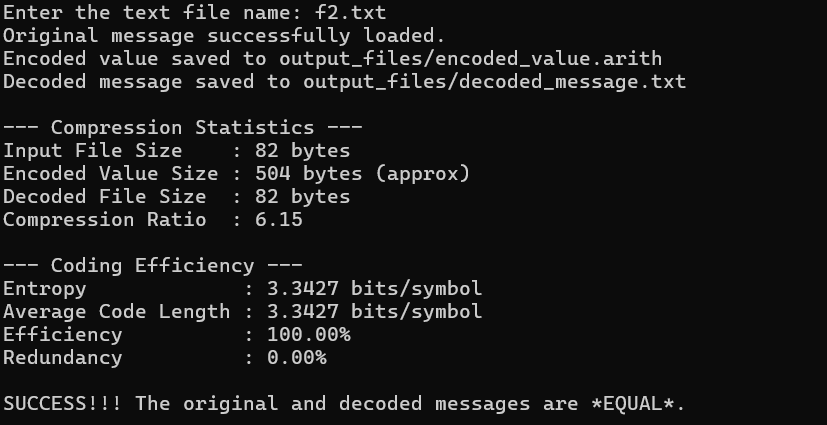 Enter the text file name: f2.txt
Original message successfully loaded.
Encoded value saved to output_files/encoded_value.arith
Decoded message saved to output_files/decoded_message.txt
--- Compression Statistics ---
Input File Size    : 82 bytes
Encoded Value Size : 504 bytes (approx)
Decoded File Size  : 82 bytes
Compression Ratio  : 6.15
--- Coding Efficiency ---
Entropy             : 3.3427 bits/symbol
Average Code Length : 3.3427 bits/symbol
Efficiency          : 100.00%
Redundancy          : 0.00%
SUCCESS!!! The original and decoded messages are *EQUAL*.